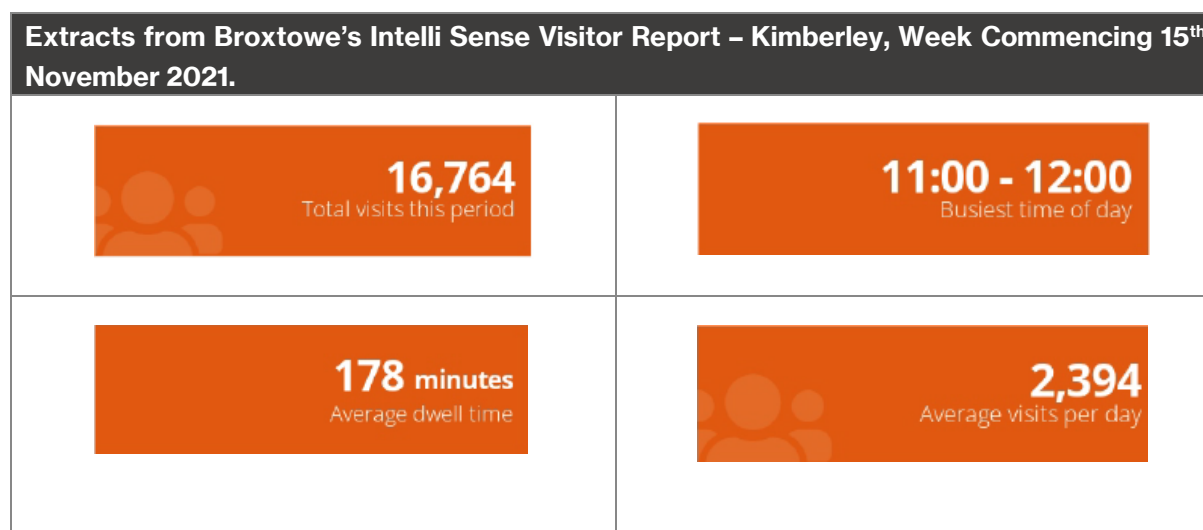 Extracts from Broxtowe’s Intelli Sense Visitor Report – Kimberley, Week Commencing 15th
November 2021.
16,764
Total visits this period
11:00 - 12:00
Busiest time of day
178 minutes
Average dwell time
2,394
Average visits per day